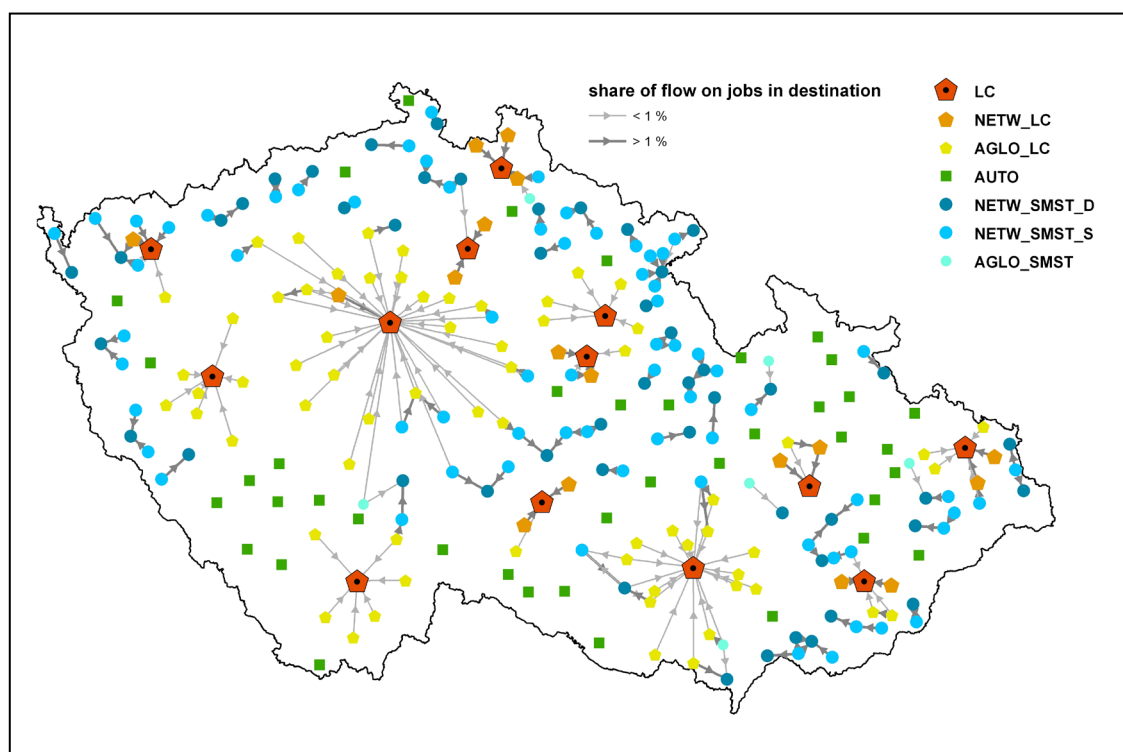 share of flow on jobs in destination
< 1 %
> 1 %
LC
NETW_LC
AGLO_LC
AUTO
NETW_SMST_D
NETW_SMST_S
AGLO_SMST